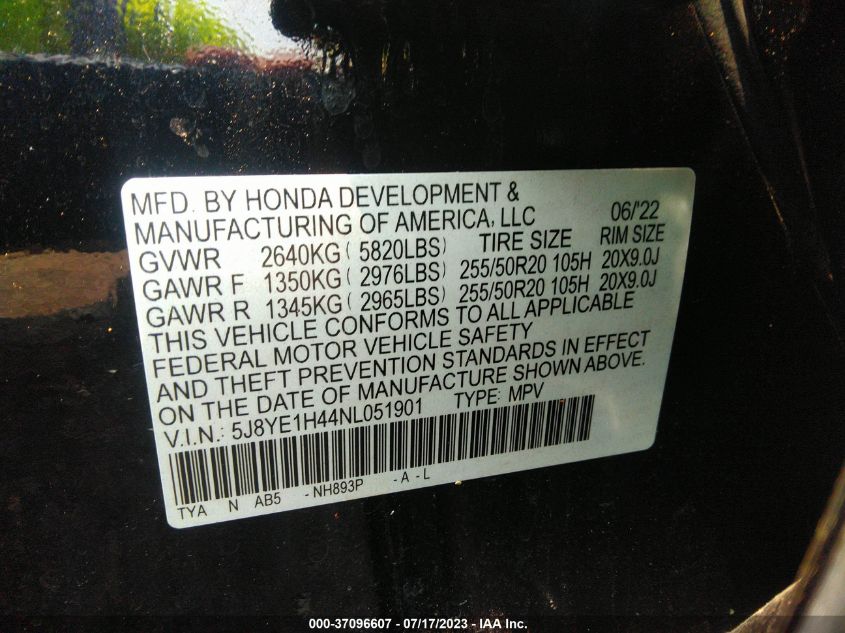 MFD. BY HONDA DEVELOPMENT &
MANUFACTURING OF AMERICA, LLC 06/'22
GVWR 2640KG ( 5820LBS) TIRE SIZE RIM SIZE
GAWR F 1350KG ( 2976LBS) 255/50R20 105H 20X9.0J
GAWR R 1345KG ( 2965LBS) 255/50R20 105H 20X9.0J
THIS VEHICLE CONFORMS TO ALL APPLICABLE
FEDERAL MOTOR VEHICLE SAFETY
AND THEFT PREVENTION STANDARDS IN EFFECT
ON THE DATE OF MANUFACTURE SHOWN ABOVE.
V.I.N.: 5J8YE1H44NL051901 TYPE: MPV
TYA N AB5 -NH893P -A-L
000-37096607 / 07/17/2023 - IAA Inc.